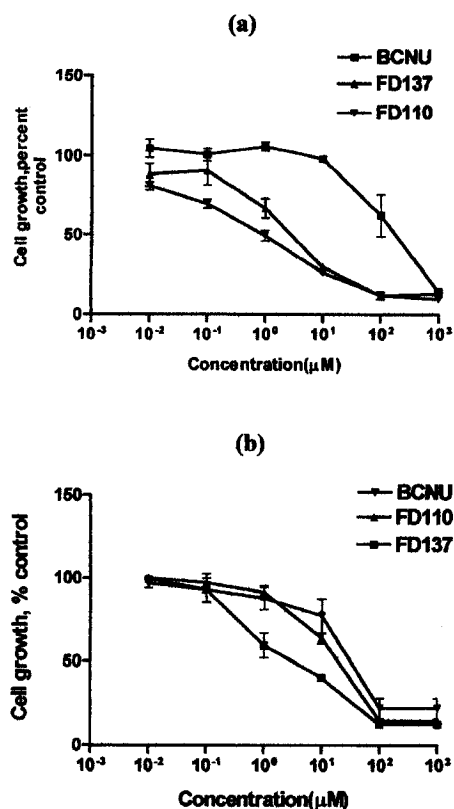 (a)
BCNU
FD137
FD110
Cell growth,percent
control
150
100
50
0
10⁻³ 10⁻² 10⁻¹ 10⁰ 10¹ 10² 10³
Concentration(μM)
(b)
BCNU
FD110
FD137
Cell growth, % control
150
100
50
0
10⁻³ 10⁻² 10⁻¹ 10⁰ 10¹ 10² 10³
Concentration(μM)